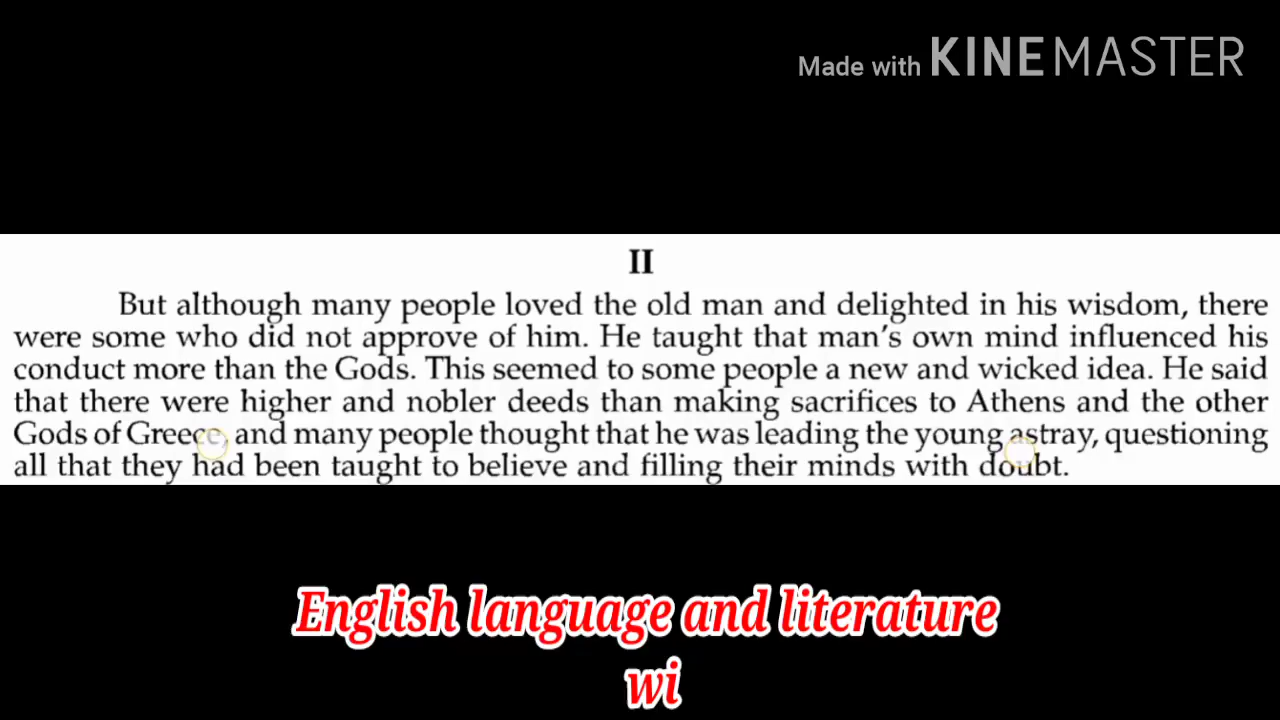 Made with KINEMASTER
II
But although many people loved the old man and delighted in his wisdom, there
were some who did not approve of him. He taught that man's own mind influenced his
conduct more than the Gods. This seemed to some people a new and wicked idea. He said
that there were higher and nobler deeds than making sacrifices to Athens and the other
Gods of Greece, and many people thought that he was leading the young astray, questioning
all that they had been taught to believe and filling their minds with doubt.
English language and literature
wi